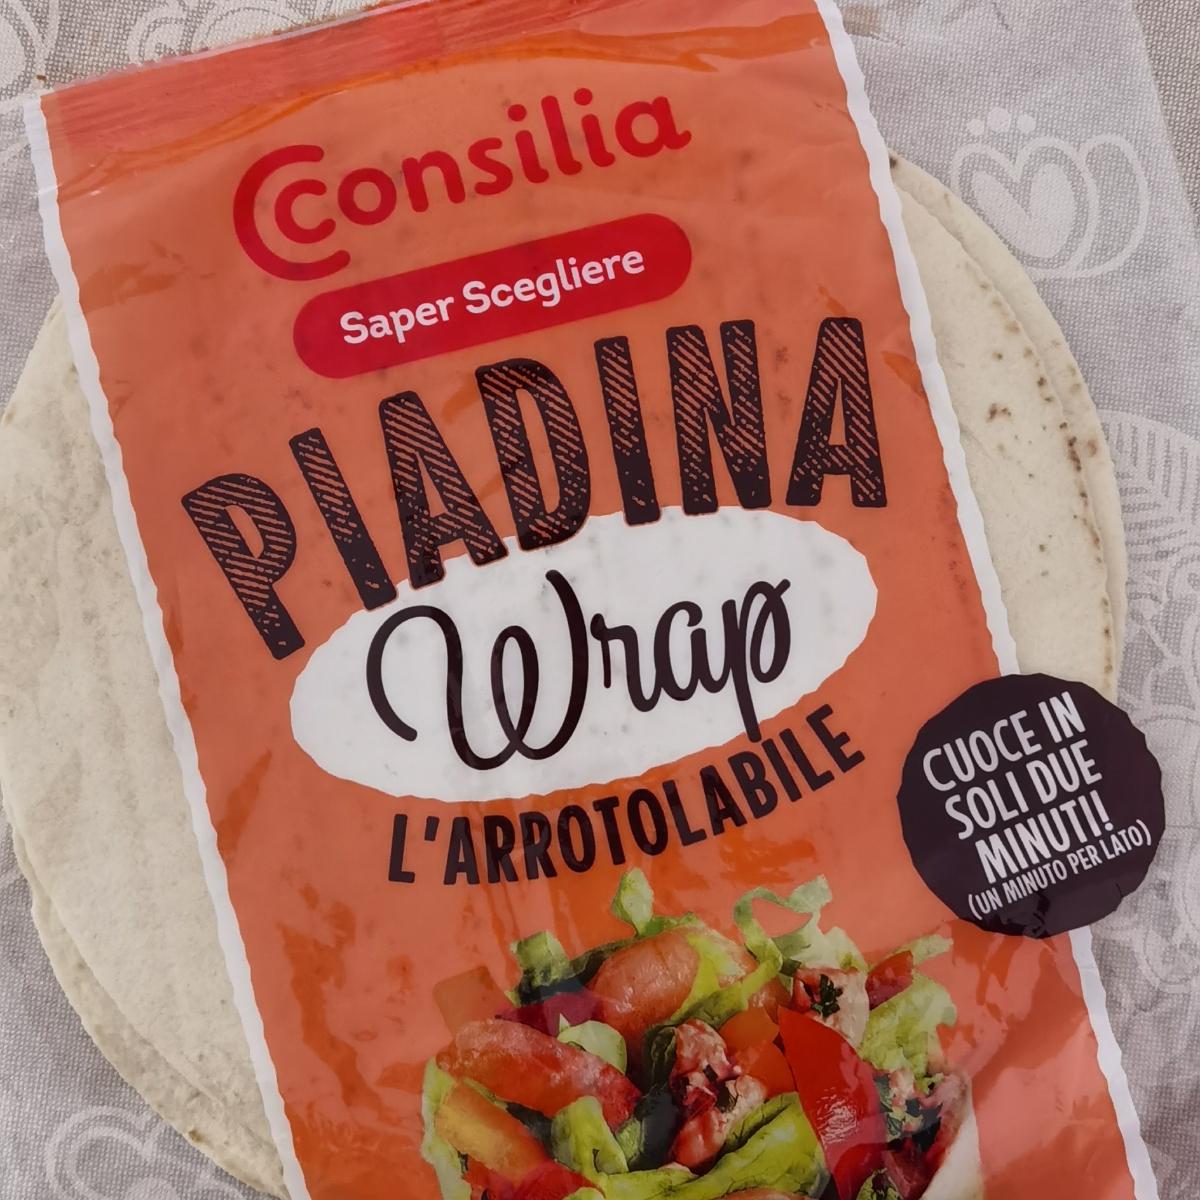 Consilia
Saper Scegliere
PIADINA
Wrap
L'ARROTOLABILE
CUOCE IN
SOLI DUE
MINUTI!
(UN MINUTO PER LATO)